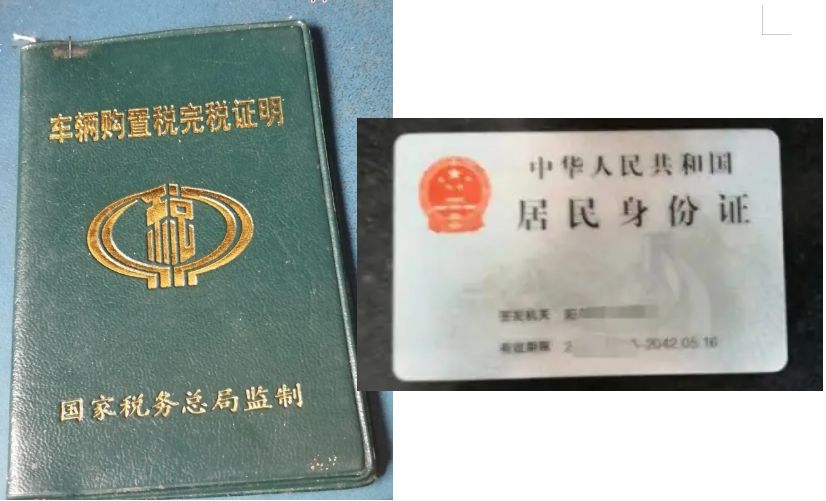 车辆购置税完税证明
税
国家税务总局监制
中华人民共和国
居民身份证
签发机关
有效期限 2 -2042.05.16